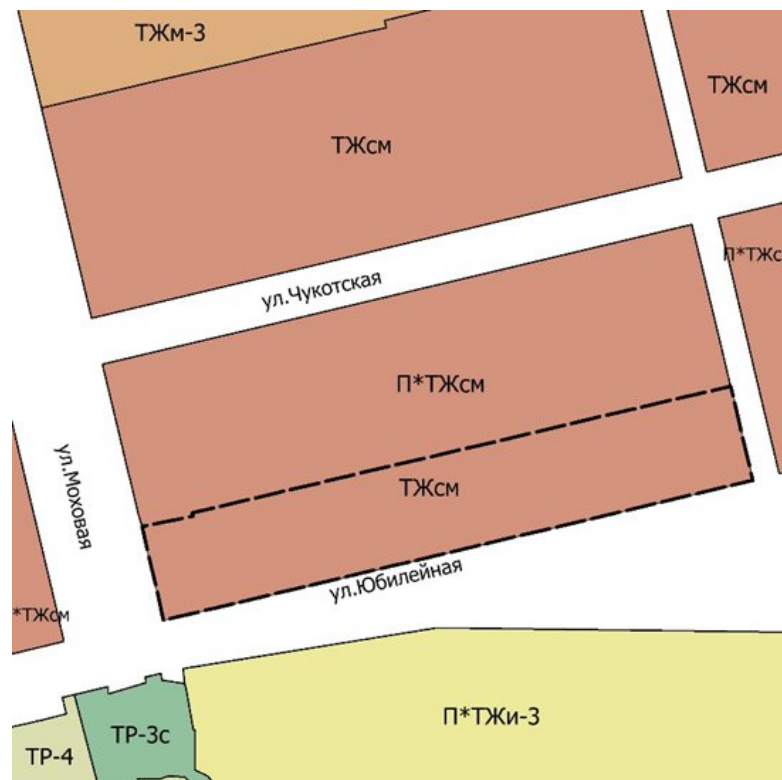 ТЖм-3
ТЖсм
ТЖсм
ул.Чукотская
П*ТЖс
П*ТЖсм
ТЖсм
ул.Моховая
ул.Юбилейная
*ТЖсм
П*ТЖи-3
ТР-3с
ТР-4